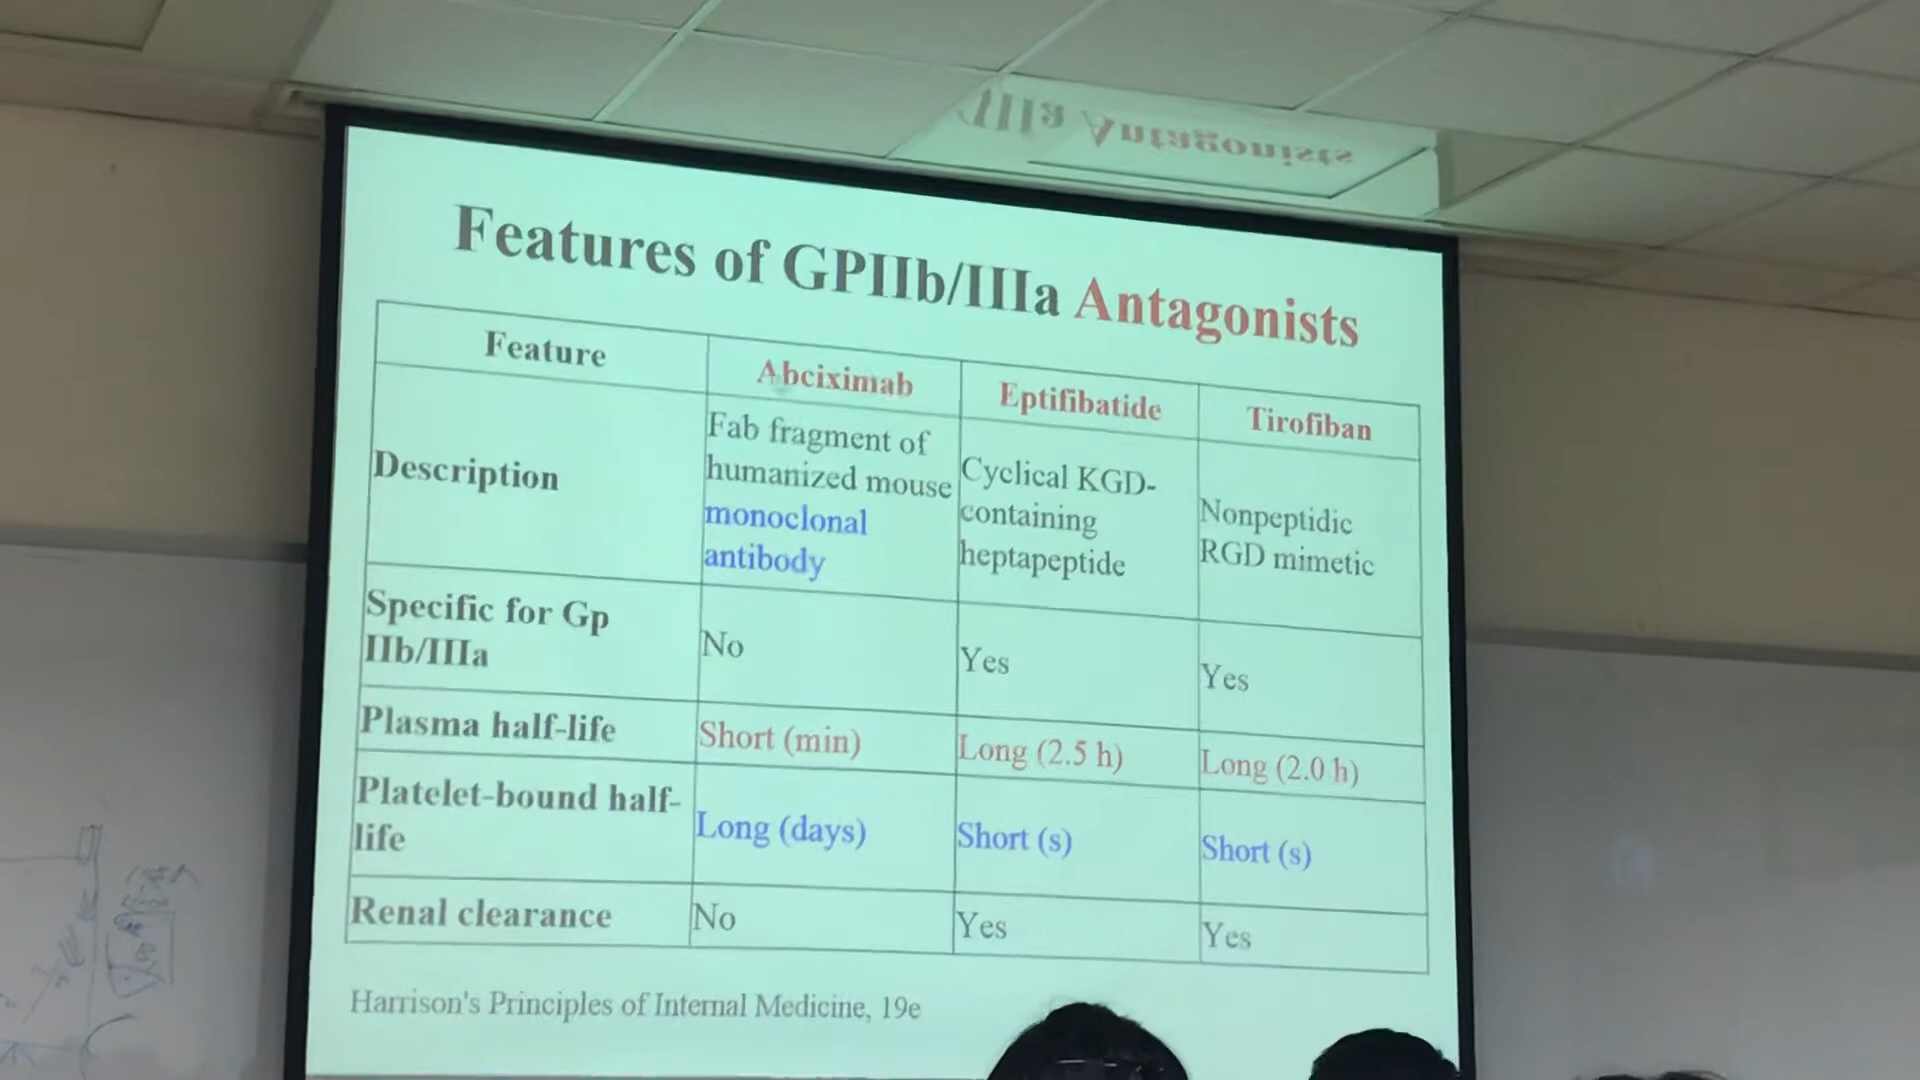 IIIa Antagonists
Features of GPIIb/IIIa Antagonists
Feature
Abciximab
Eptifibatide
Tirofiban
Description
Fab fragment of
humanized mouse
monoclonal
antibody
Cyclical KGD-
containing
heptapeptide
Nonpeptidic
RGD mimetic
Specific for Gp
IIb/IIIa
No
Yes
Yes
Plasma half-life
Short (min)
Long (2.5 h)
Long (2.0 h)
Platelet-bound half-
life
Long (days)
Short (s)
Short (s)
Renal clearance
No
Yes
Yes
Harrison's Principles of Internal Medicine, 19e